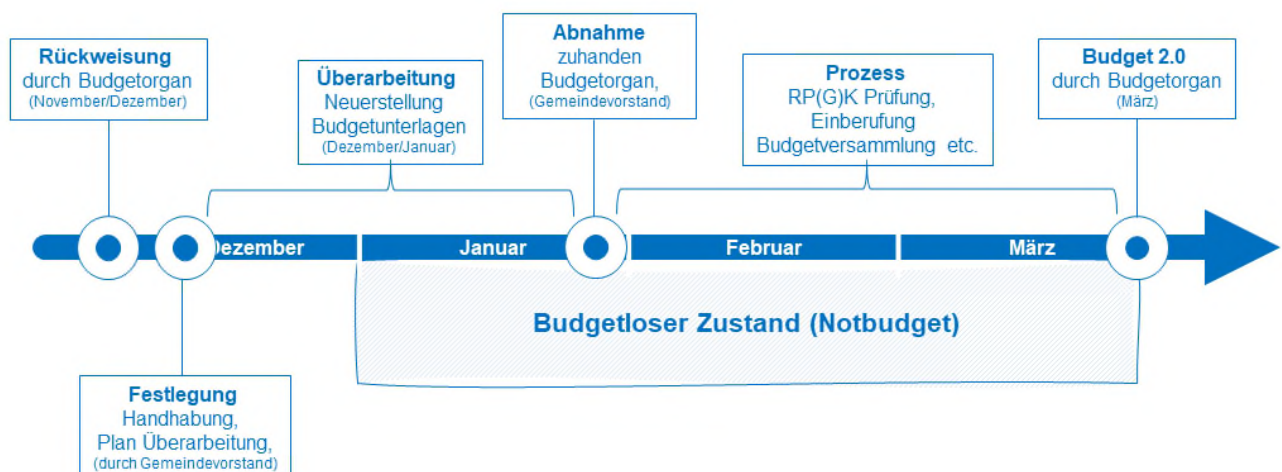 Rückweisung
durch Budgetorgan
(November/Dezember)
Überarbeitung
Neuerstellung
Budgetunterlagen
(Dezember/Januar)
Abnahme
zuhanden
Budgetorgan,
(Gemeindevorstand)
Prozess
RP(G)K Prüfung,
Einberufung
Budgetversammlung etc.
Budget 2.0
durch Budgetorgan
(März)
Dezember
Januar
Februar
März
Budgetloser Zustand (Notbudget)
Festlegung
Handhabung,
Plan Überarbeitung,
(durch Gemeindevorstand)